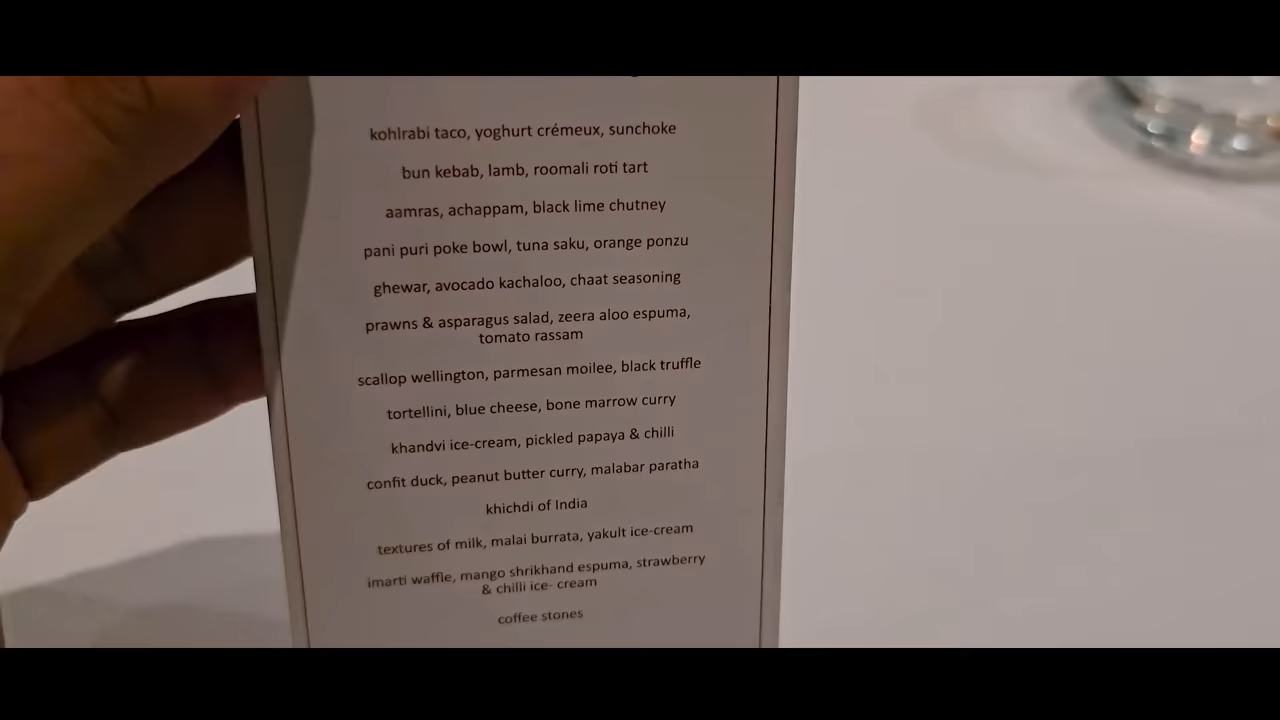 kohlrabi taco, yoghurt crémeux, sunchoke
bun kebab, lamb, roomali roti tart
aamras, achappam, black lime chutney
pani puri poke bowl, tuna saku, orange ponzu
ghewar, avocado kachaloo, chaat seasoning
prawns & asparagus salad, zeera aloo espuma,
tomato rassam
scallop wellington, parmesan moilee, black truffle
tortellini, blue cheese, bone marrow curry
khandvi ice-cream, pickled papaya & chilli
confit duck, peanut butter curry, malabar paratha
khichdi of India
textures of milk, malai burrata, yakult ice-cream
imarti waffle, mango shrikhand espuma, strawberry
& chilli ice- cream
coffee stones